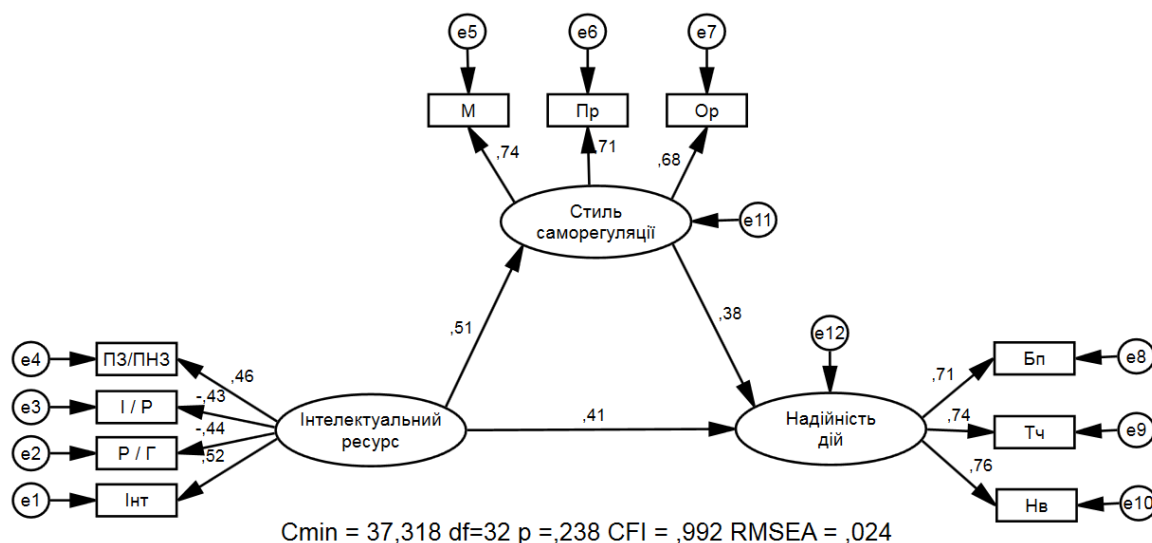 e5
e6
e7
М
Пр
Ор
,74
,71
,68
Стиль
саморегуляції
e11
,51
,38
e12
e4
ПЗ/ПНЗ
,46
e3
І / Р
-,43
e2
Р / Г
-,44
,52
e1
Інт
Інтелектуальний
ресурс
,41
Надійність
дій
,71
Бп
e8
,74
Тч
e9
,76
Нв
e10
Cmin = 37,318 df=32 p =,238 CFI = ,992 RMSEA = ,024